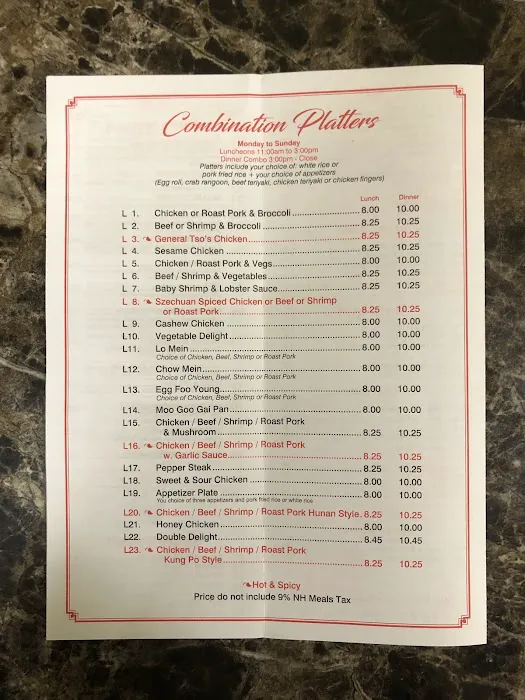 Combination Platters
Monday to Sunday
Luncheons 11:00am to 3:00pm
Dinner Combo 3:00pm - Close
Platters include your choice of: white rice or
pork fried rice + your choice of appetizers
(Egg roll, crab rangoon, beef teriyaki, chicken teriyaki or chicken fingers)
Lunch Dinner
L 1. Chicken or Roast Pork & Broccoli 8.00 10.00
L 2. Beef or Shrimp & Broccoli 8.25 10.25
L 3. General Tso's Chicken 8.25 10.25
L 4. Sesame Chicken 8.25 10.25
L 5. Chicken / Roast Pork & Vegs 8.00 10.00
L 6. Beef / Shrimp & Vegetables 8.25 10.25
L 7. Baby Shrimp & Lobster Sauce 8.25 10.25
L 8. Szechuan Spiced Chicken or Beef or Shrimp
or Roast Pork 8.25 10.25
L 9. Cashew Chicken 8.00 10.00
L10. Vegetable Delight 8.00 10.00
L11. Lo Mein 8.00 10.00
Choice of Chicken, Beef, Shrimp or Roast Pork
L12. Chow Mein 8.00 10.00
Choice of Chicken, Beef, Shrimp or Roast Pork
L13. Egg Foo Young 8.00 10.00
Choice of Chicken, Beef, Shrimp or Roast Pork
L14. Moo Goo Gai Pan 8.00 10.00
L15. Chicken / Beef / Shrimp / Roast Pork
& Mushroom 8.25 10.25
L16. Chicken / Beef / Shrimp / Roast Pork
w. Garlic Sauce 8.25 10.25
L17. Pepper Steak 8.25 10.25
L18. Sweet & Sour Chicken 8.00 10.00
L19. Appetizer Plate 8.00 10.00
You choice of three appetizers and pork fried rice or white rice
L20. Chicken / Beef / Shrimp / Roast Pork Hunan Style. 8.25 10.25
L21. Honey Chicken 8.00 10.00
L22. Double Delight 8.45 10.45
L23. Chicken / Beef / Shrimp / Roast Pork
Kung Po Style 8.25 10.25
Hot & Spicy
Price do not include 9% NH Meals Tax